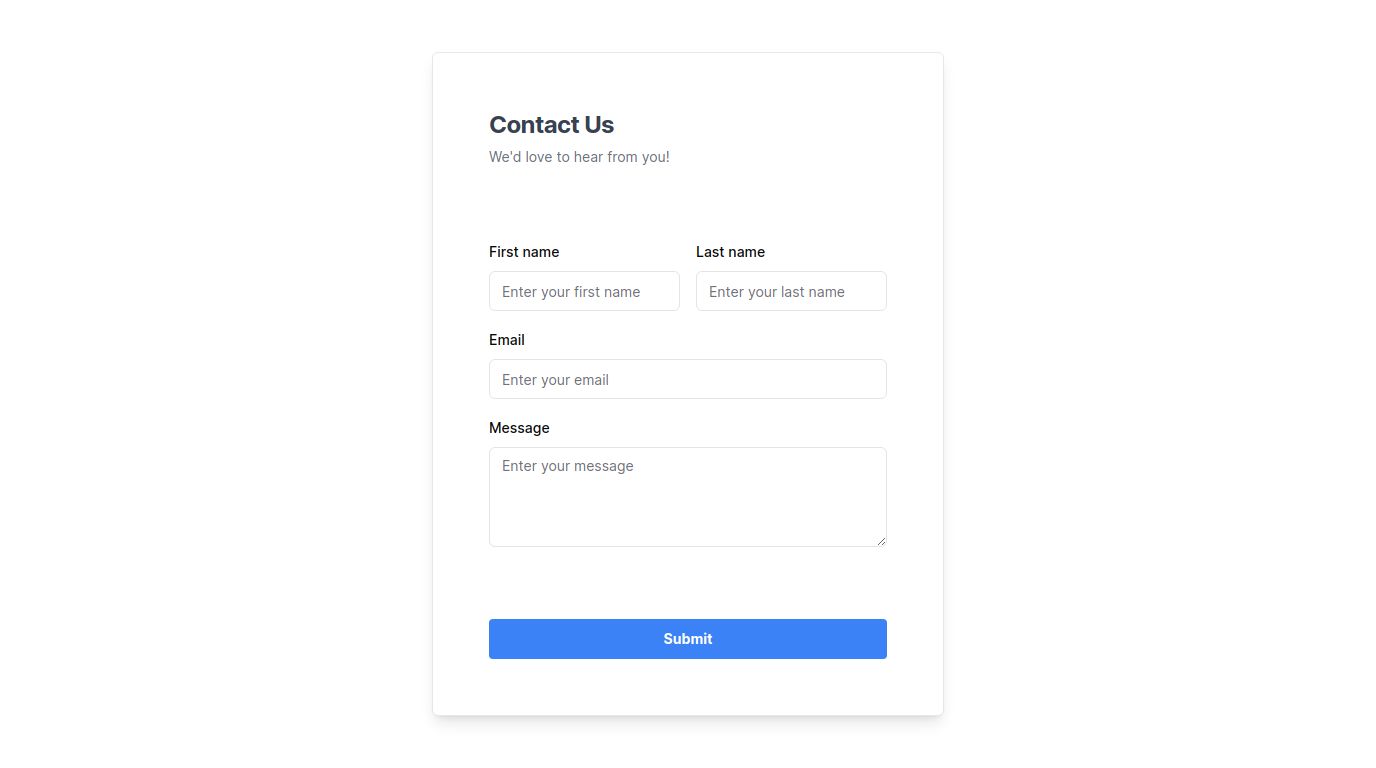 Contact Us
We'd love to hear from you!
First name
Last name
Enter your first name
Enter your last name
Email
Enter your email
Message
Enter your message
Submit